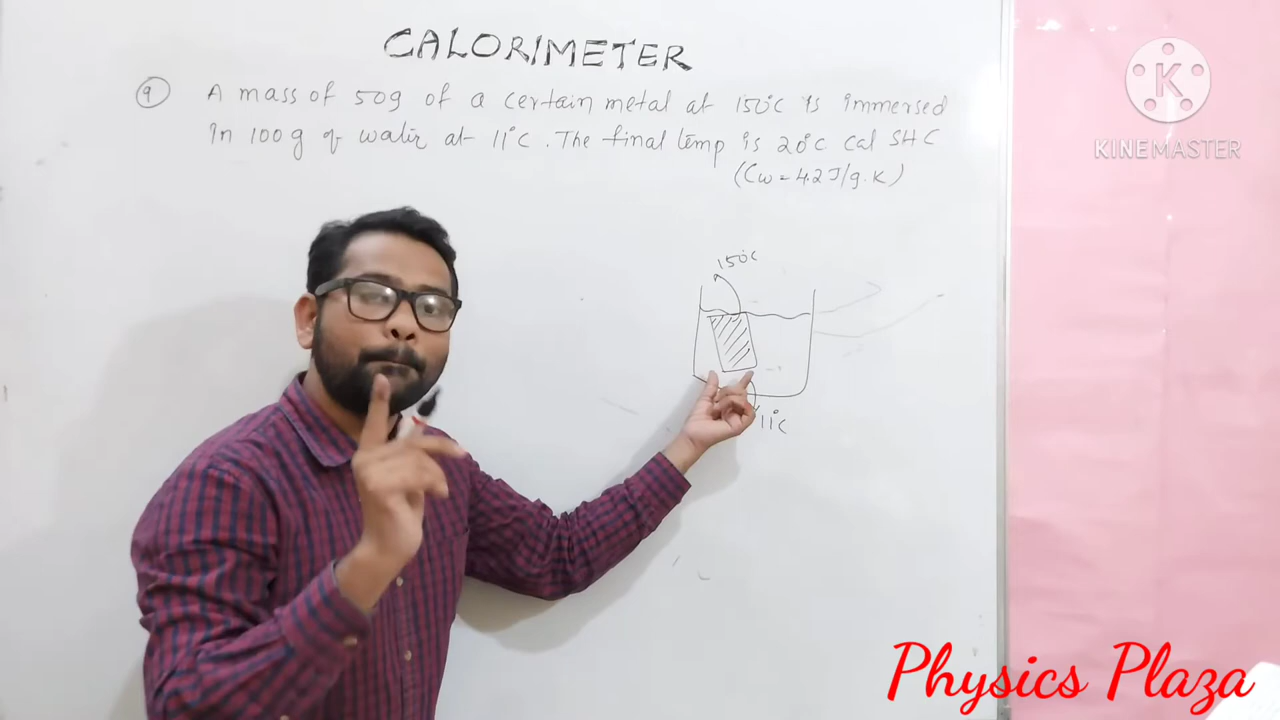 CALORIMETER
9 A mass of 50g of a certain metal at 150°C is immersed
in 100g of water at 11°C. The final temp is 20°C cal SHC
(Cw = 4.2J/g.K)
K
KINEMASTER
150°C
11°C
Physics Plaza